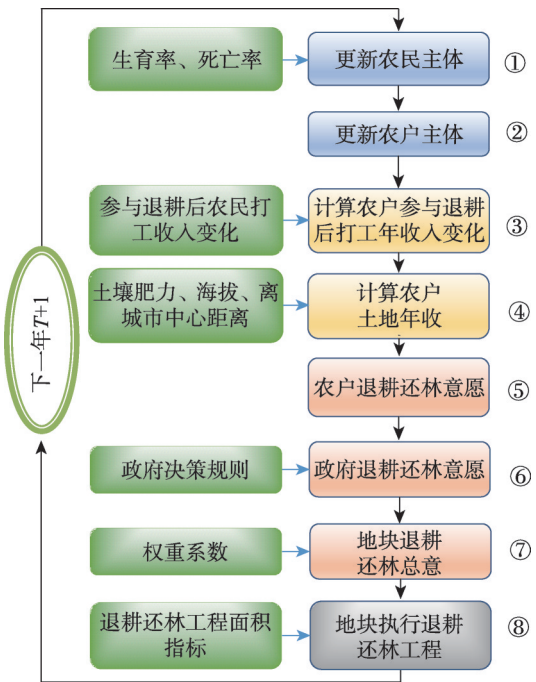 生育率、死亡率
更新农民主体
①
更新农户主体
②
参与退耕后农民打
工收入变化
计算农户参与退耕
后打工年收入变化
③
土壤肥力、海拔、离
城市中心距离
计算农户
土地年收
④
下一年T+1
农户退耕还林意愿
⑤
政府决策规则
政府退耕还林意愿
⑥
权重系数
地块退耕
还林总意
⑦
退耕还林工程面积
指标
地块执行退耕
还林工程
⑧